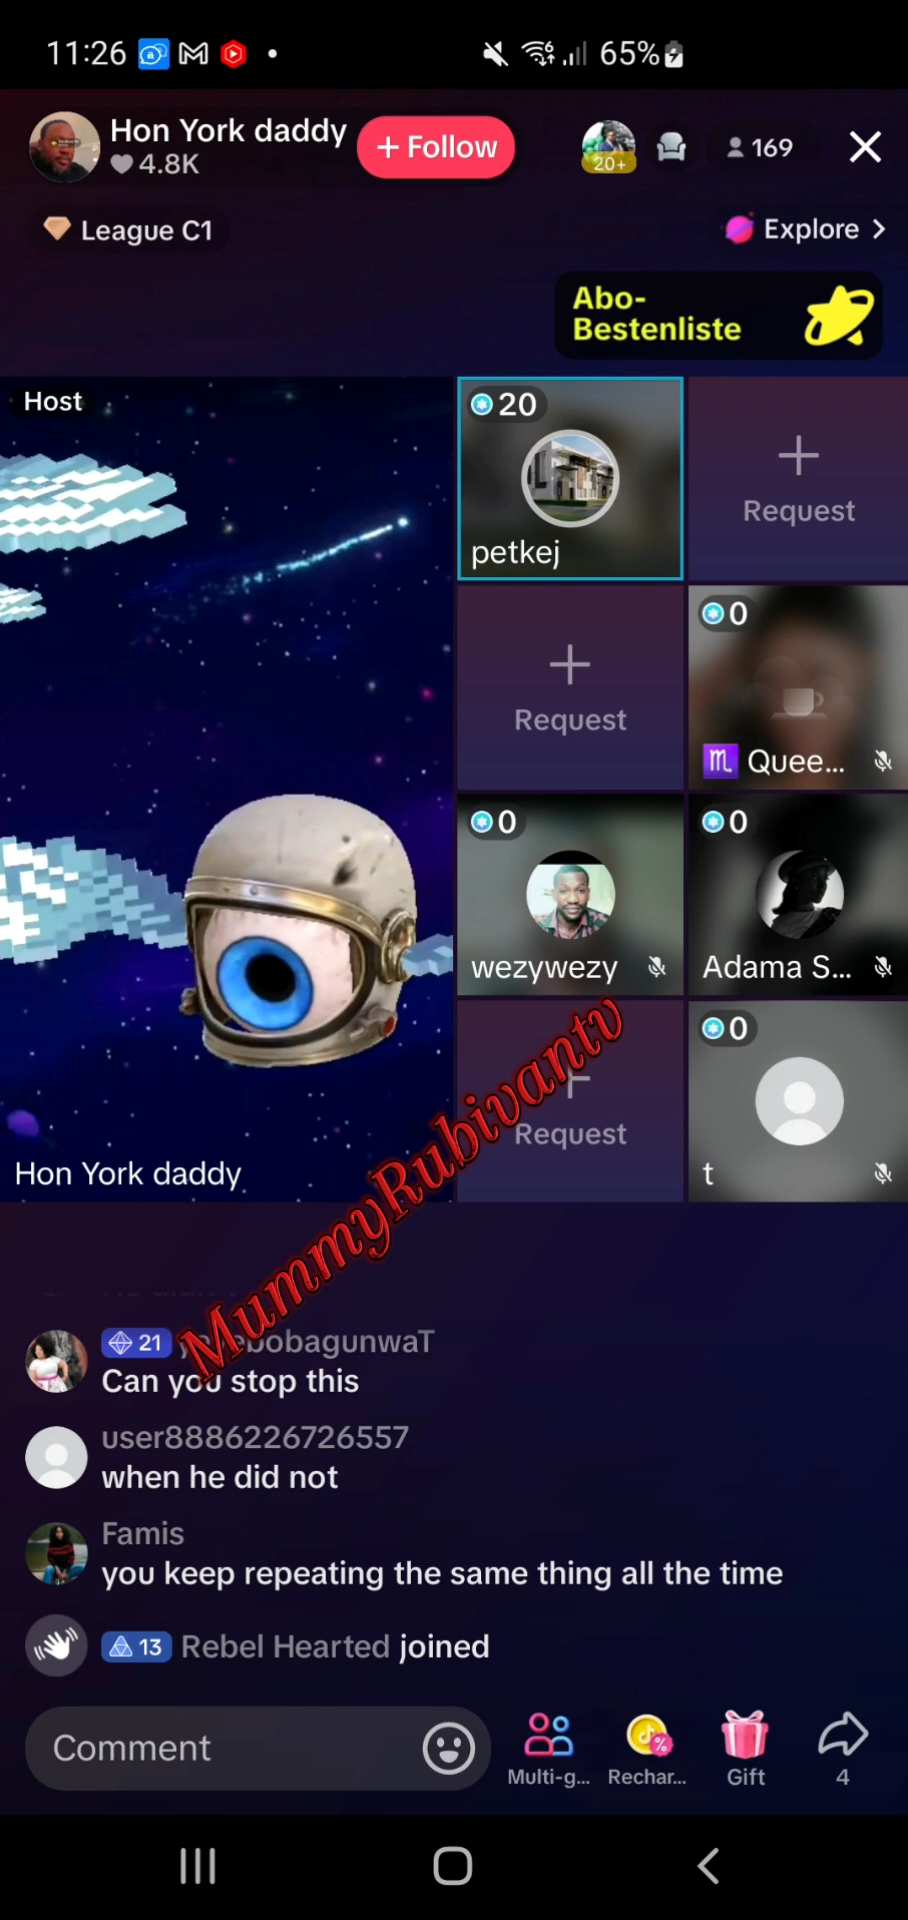 11:26
65%
Hon York daddy
4.8K
+ Follow
20+
169
League C1
Explore >
Abo-
Bestenliste
Host
20
petkej
Request
Request
0
Quee...
0
wezywezy
0
Adama S...
Request
0
t
Hon York daddy
MummyRubivantv
21
Can you stop this
user8886226726557
when he did not
Famis
you keep repeating the same thing all the time
13 Rebel Hearted joined
Comment
Multi-g...
Rechar...
Gift
4